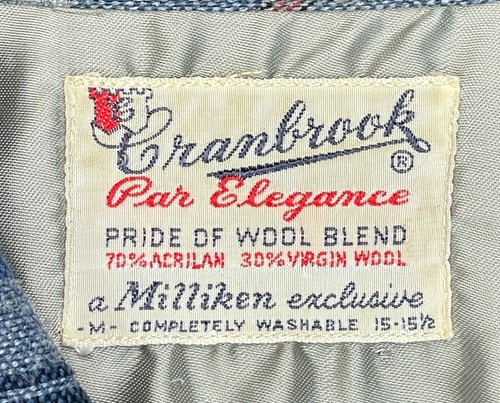 Cranbrook ®
Par Elegance
PRIDE OF WOOL BLEND
70% ACRILAN 30% VIRGIN WOOL
a Milliken exclusive
-M- COMPLETELY WASHABLE 15-15½